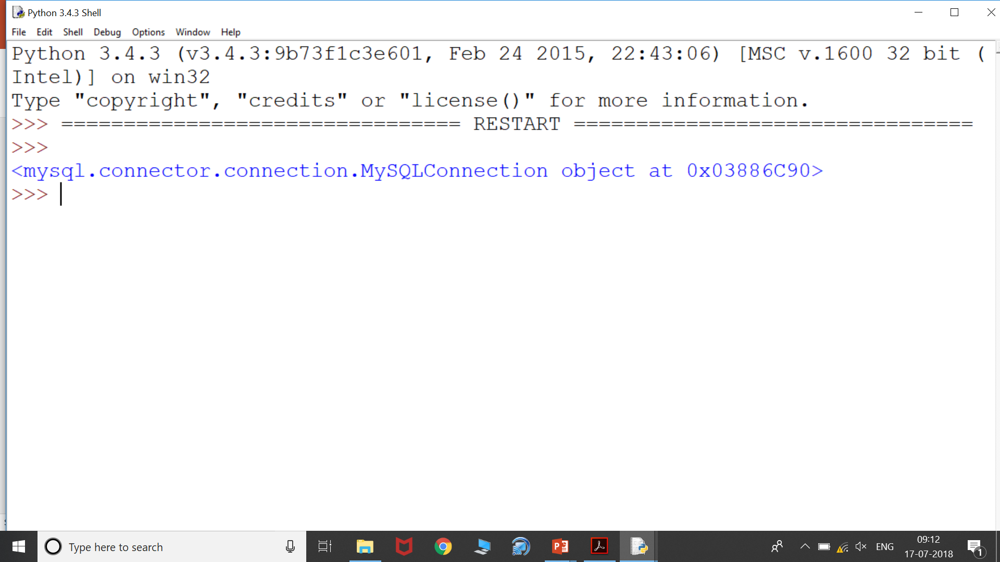 Python 3.4.3 Shell
File Edit Shell Debug Options Window Help
Python 3.4.3 (v3.4.3:9b73f1c3e601, Feb 24 2015, 22:43:06) [MSC v.1600 32 bit (
Intel)] on win32
Type "copyright", "credits" or "license()" for more information.
>>> ================================ RESTART ================================
>>>
<mysql.connector.connection.MySQLConnection object at 0x03886C90>
>>>
Type here to search
ENG
09:12
17-07-2018
1